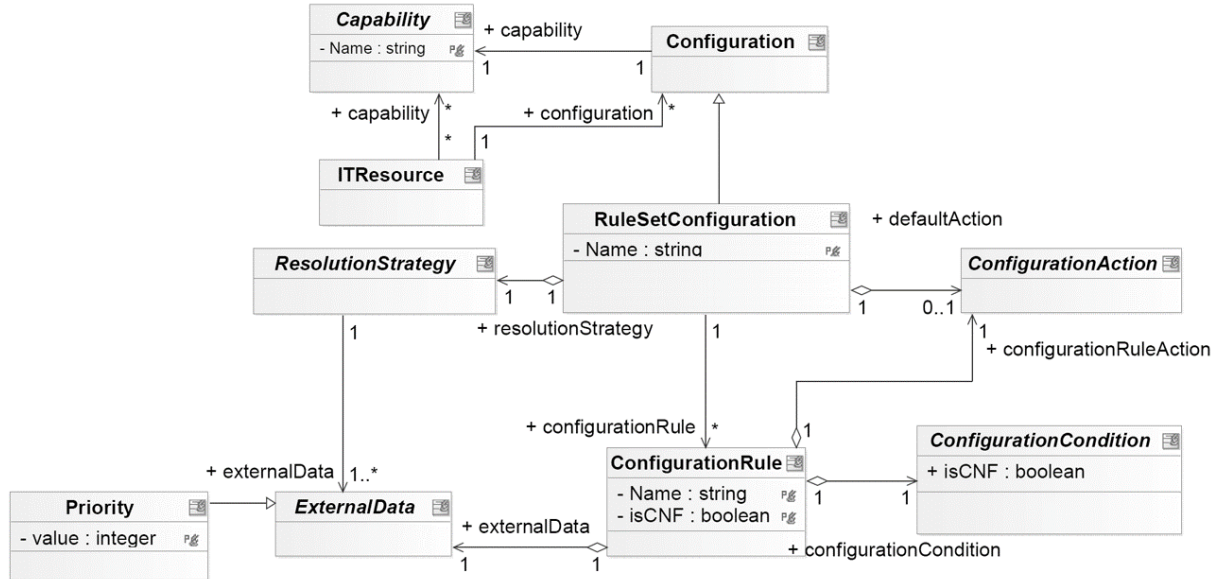 Capability
- Name : string
+ capability
1
1
Configuration
+ capability
*
*
+ configuration
*
1
ITResource
RuleSetConfiguration
- Name : string
+ defaultAction
ResolutionStrategy
1
1
+ resolutionStrategy
1
0..1
ConfigurationAction
1
1
1
+ configurationRuleAction
+ configurationRule
*
1
+ externalData
1..*
ConfigurationRule
- Name : string
- isCNF : boolean
ConfigurationCondition
+ isCNF : boolean
1
1
+ configurationCondition
Priority
- value : integer
ExternalData
+ externalData
1
1